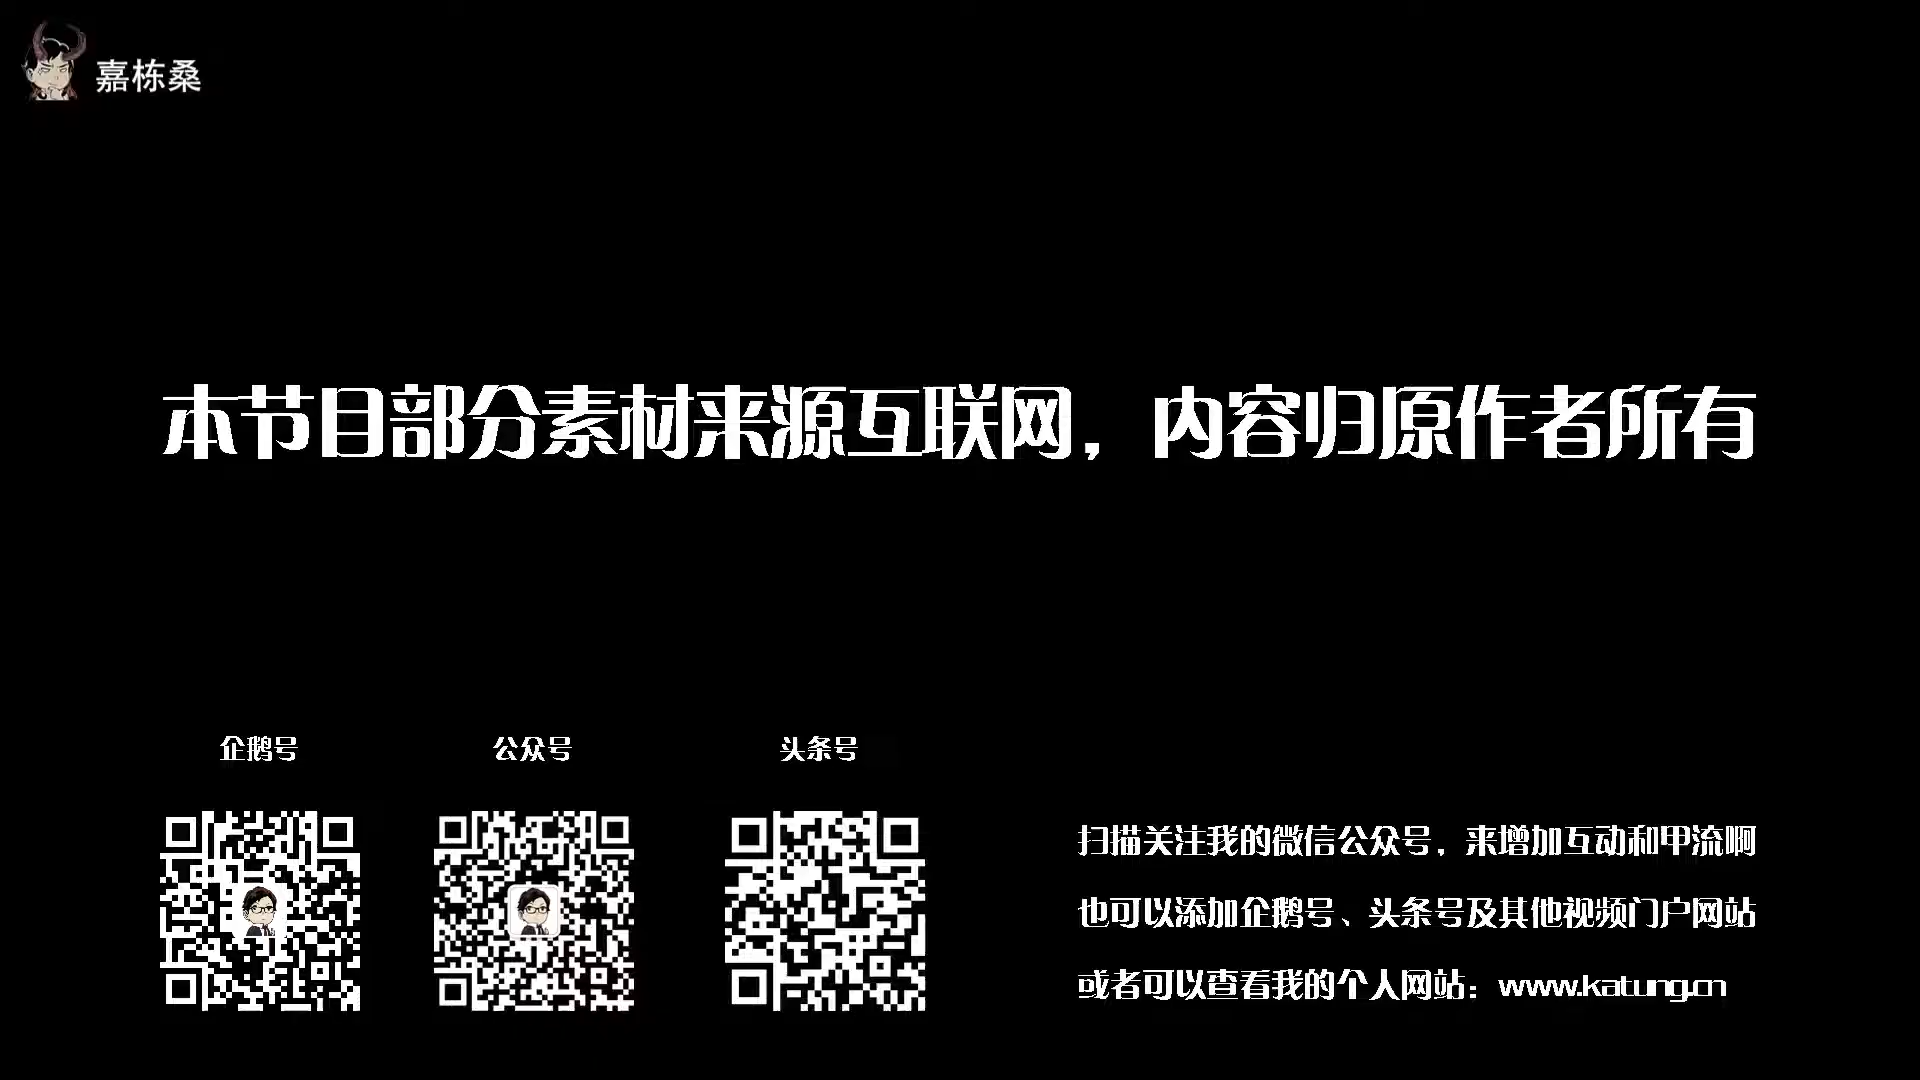 嘉栋桑
本节目部分素材来源互联网，内容归原作者所有
企鹅号
公众号
头条号
扫描关注我的微信公众号，来增加互动和甲流啊
也可以添加企鹅号、头条号及其他视频门户网站
或者可以查看我的个人网站：www.katung.cn